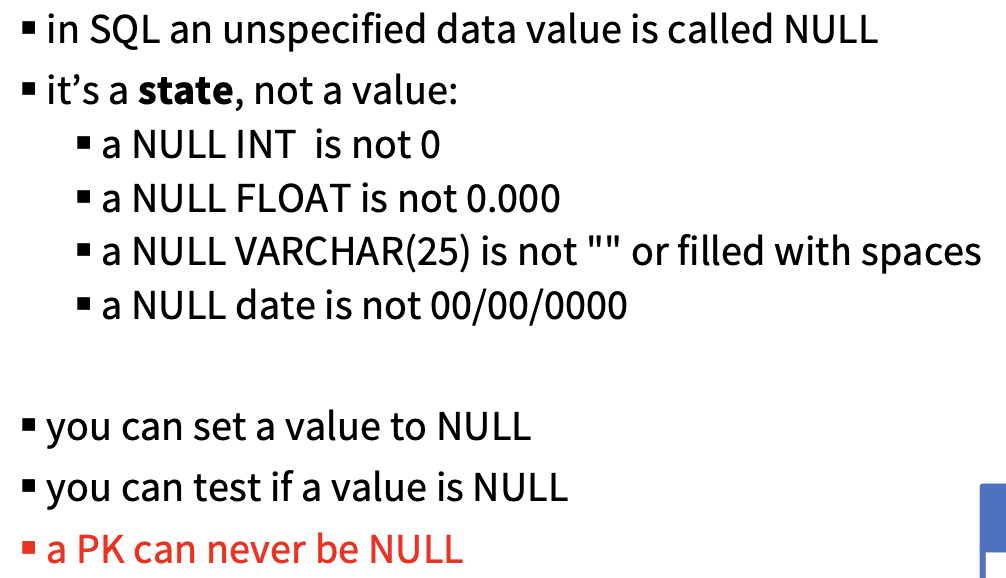 ▪ in SQL an unspecified data value is called NULL
▪ it’s a state, not a value:
▪ a NULL INT  is not 0
▪ a NULL FLOAT is not 0.000
▪ a NULL VARCHAR(25) is not "" or filled with spaces
▪ a NULL date is not 00/00/0000
▪ you can set a value to NULL
▪ you can test if a value is NULL
▪ a PK can never be NULL